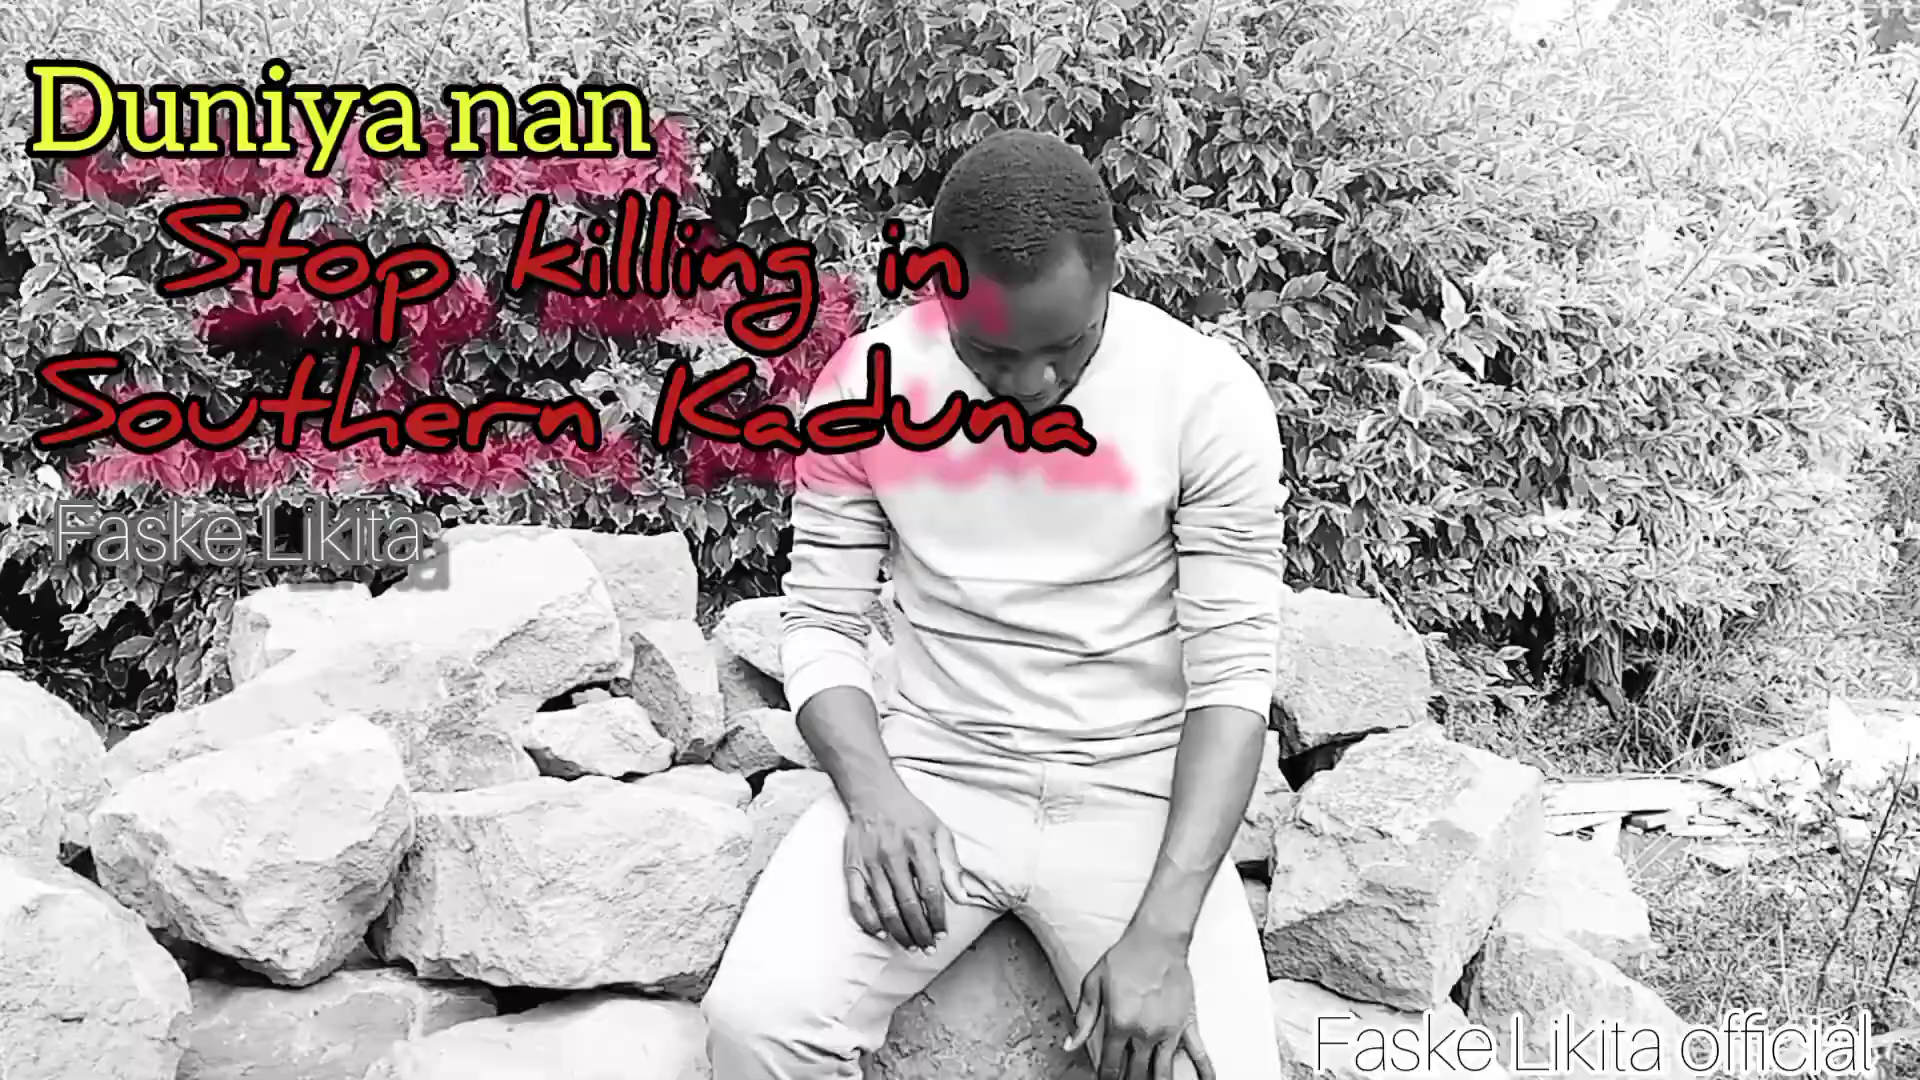 Duniya nan
Stop killing in
Southern Kaduna
Faske Likita
Faske Likita official